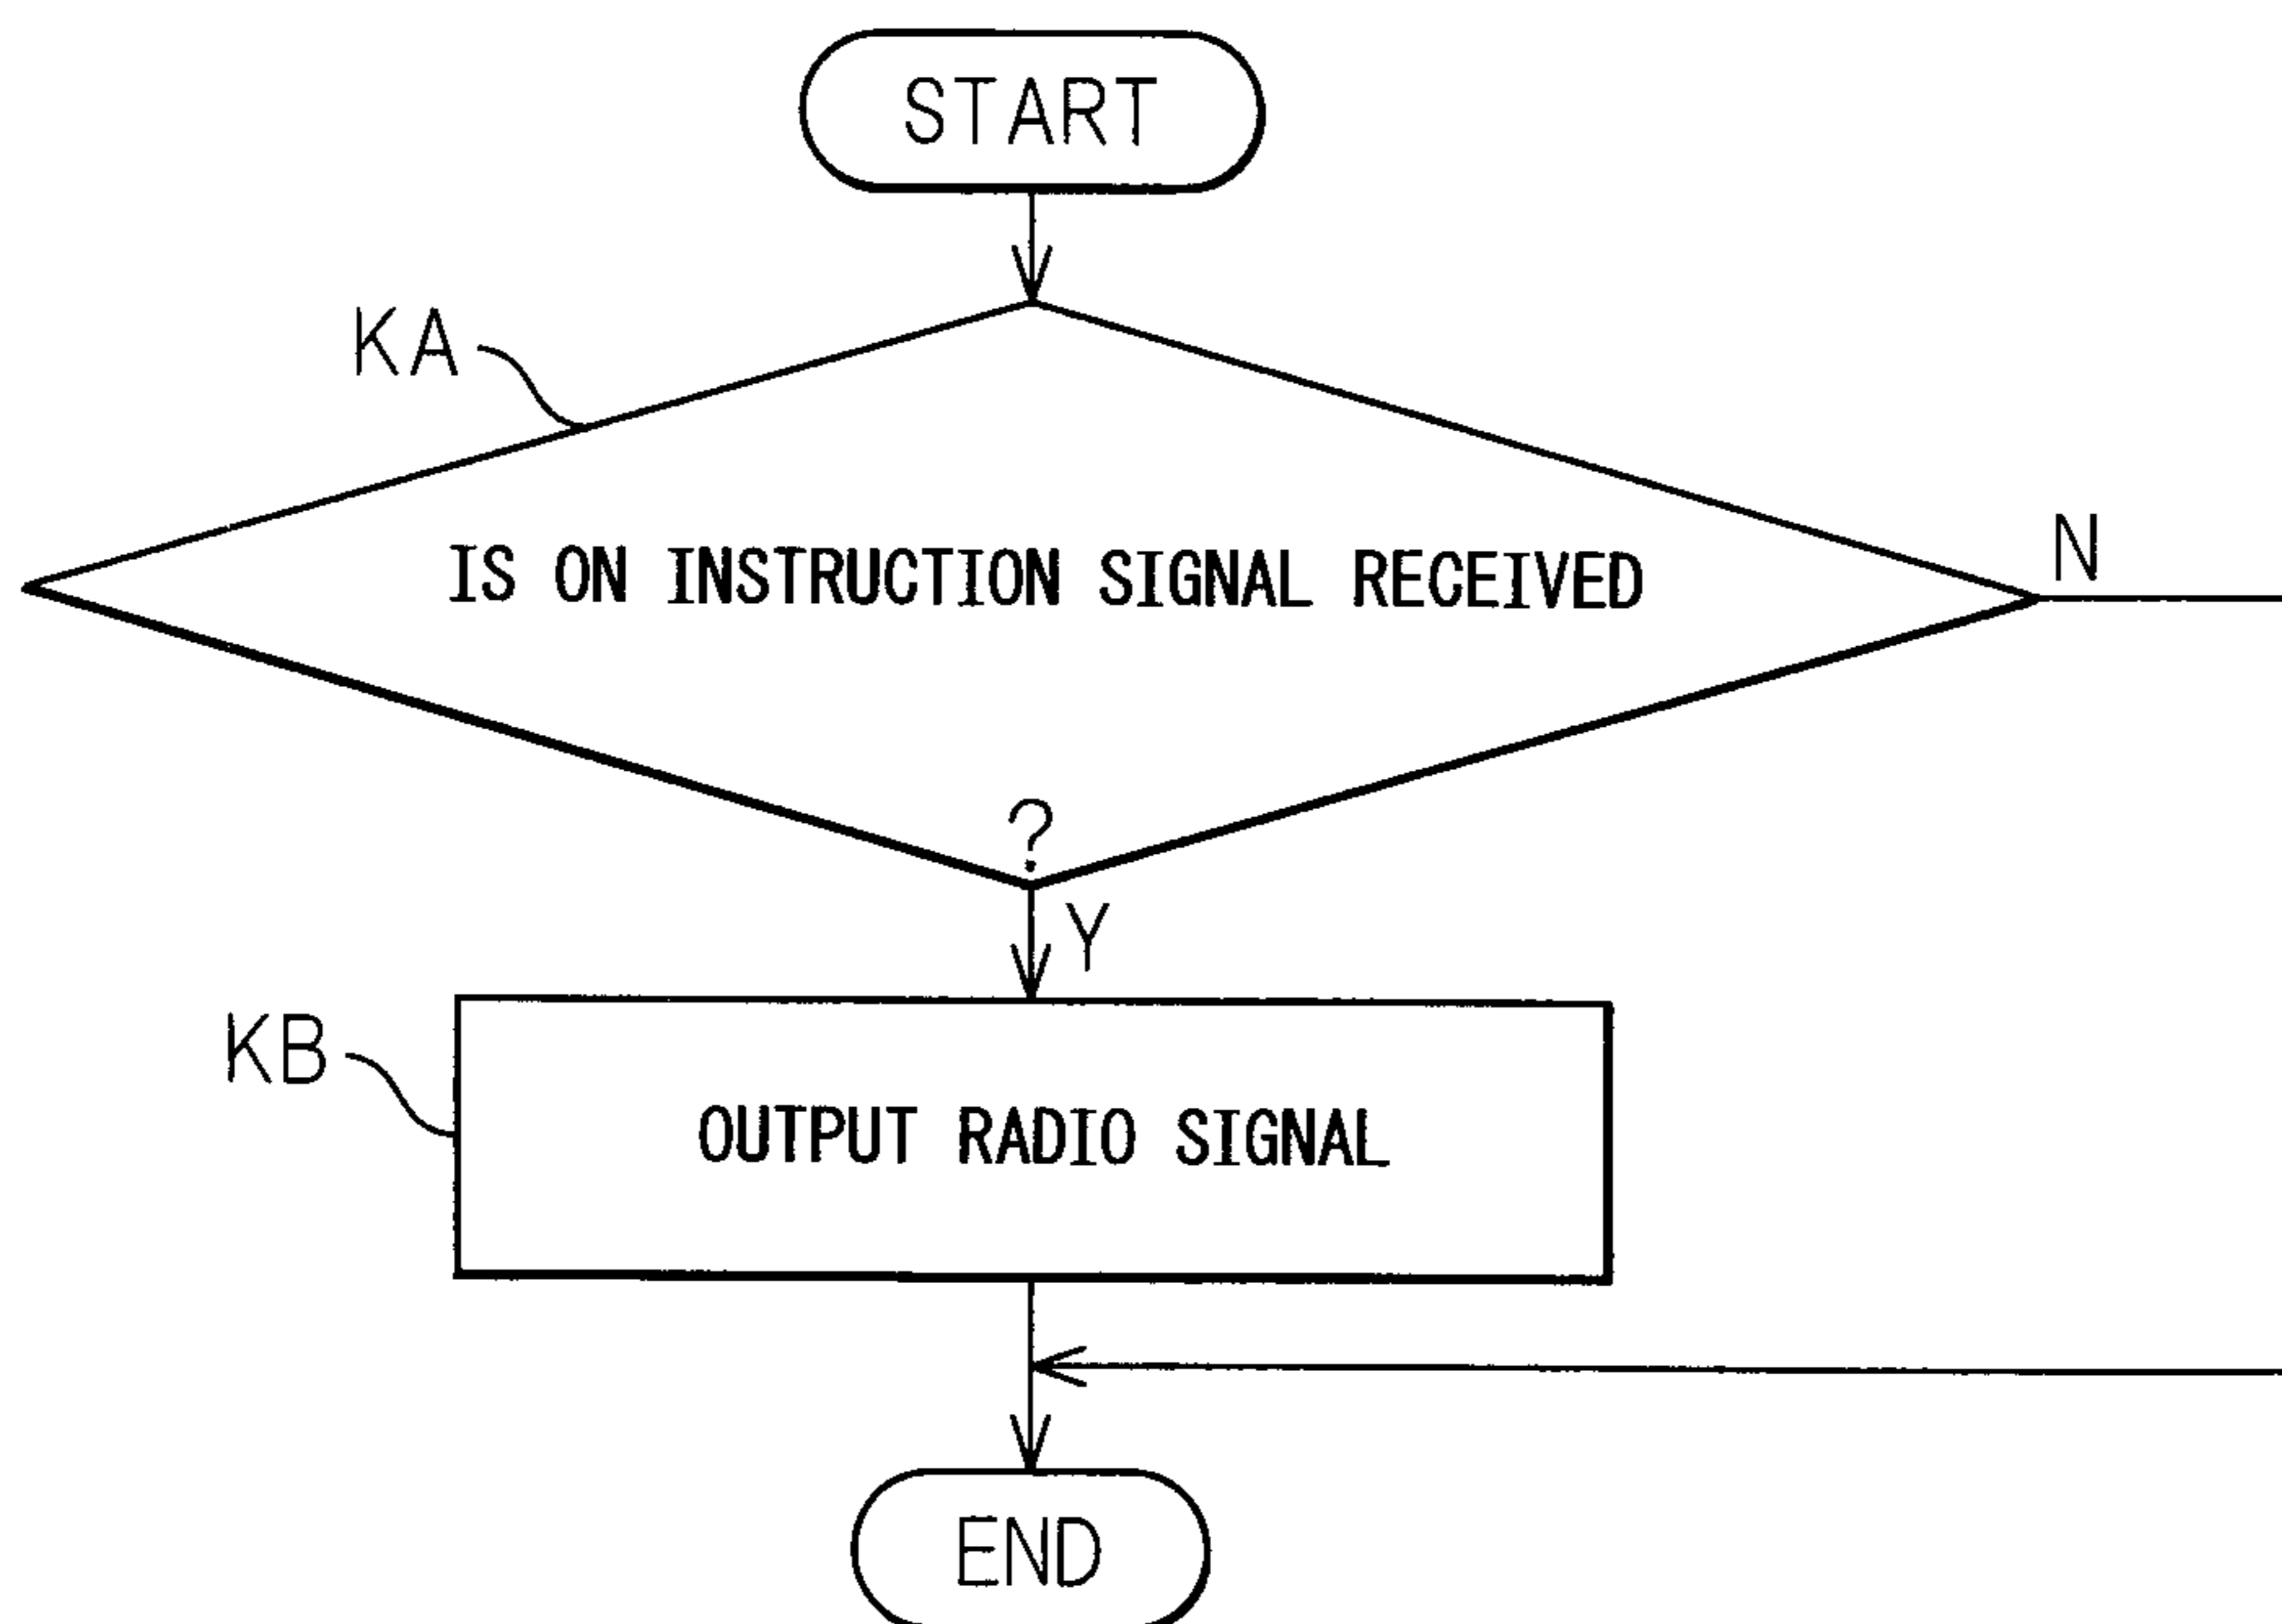 START
KA
IS ON INSTRUCTION SIGNAL RECEIVED
N
?
Y
KB
OUTPUT RADIO SIGNAL
END